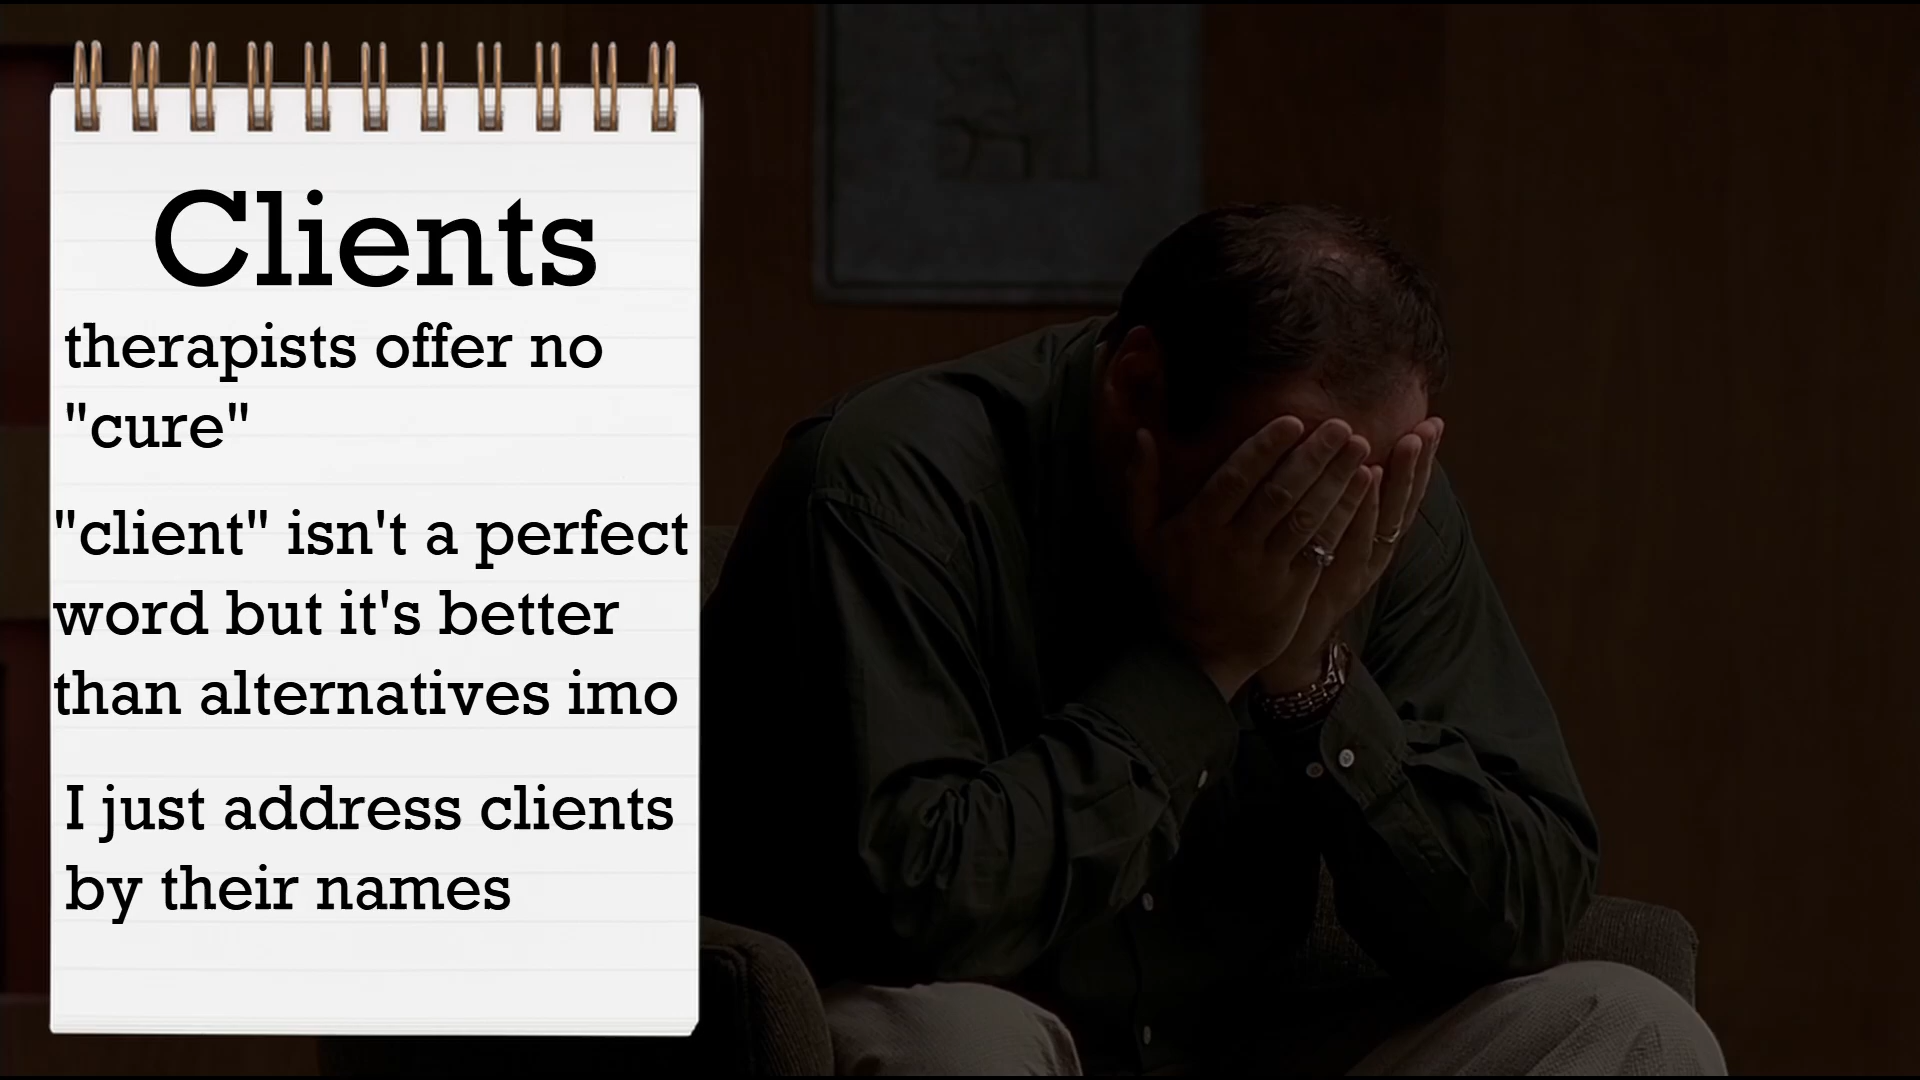 Clients
therapists offer no
"cure"
"client" isn't a perfect
word but it's better
than alternatives imo
I just address clients
by their names